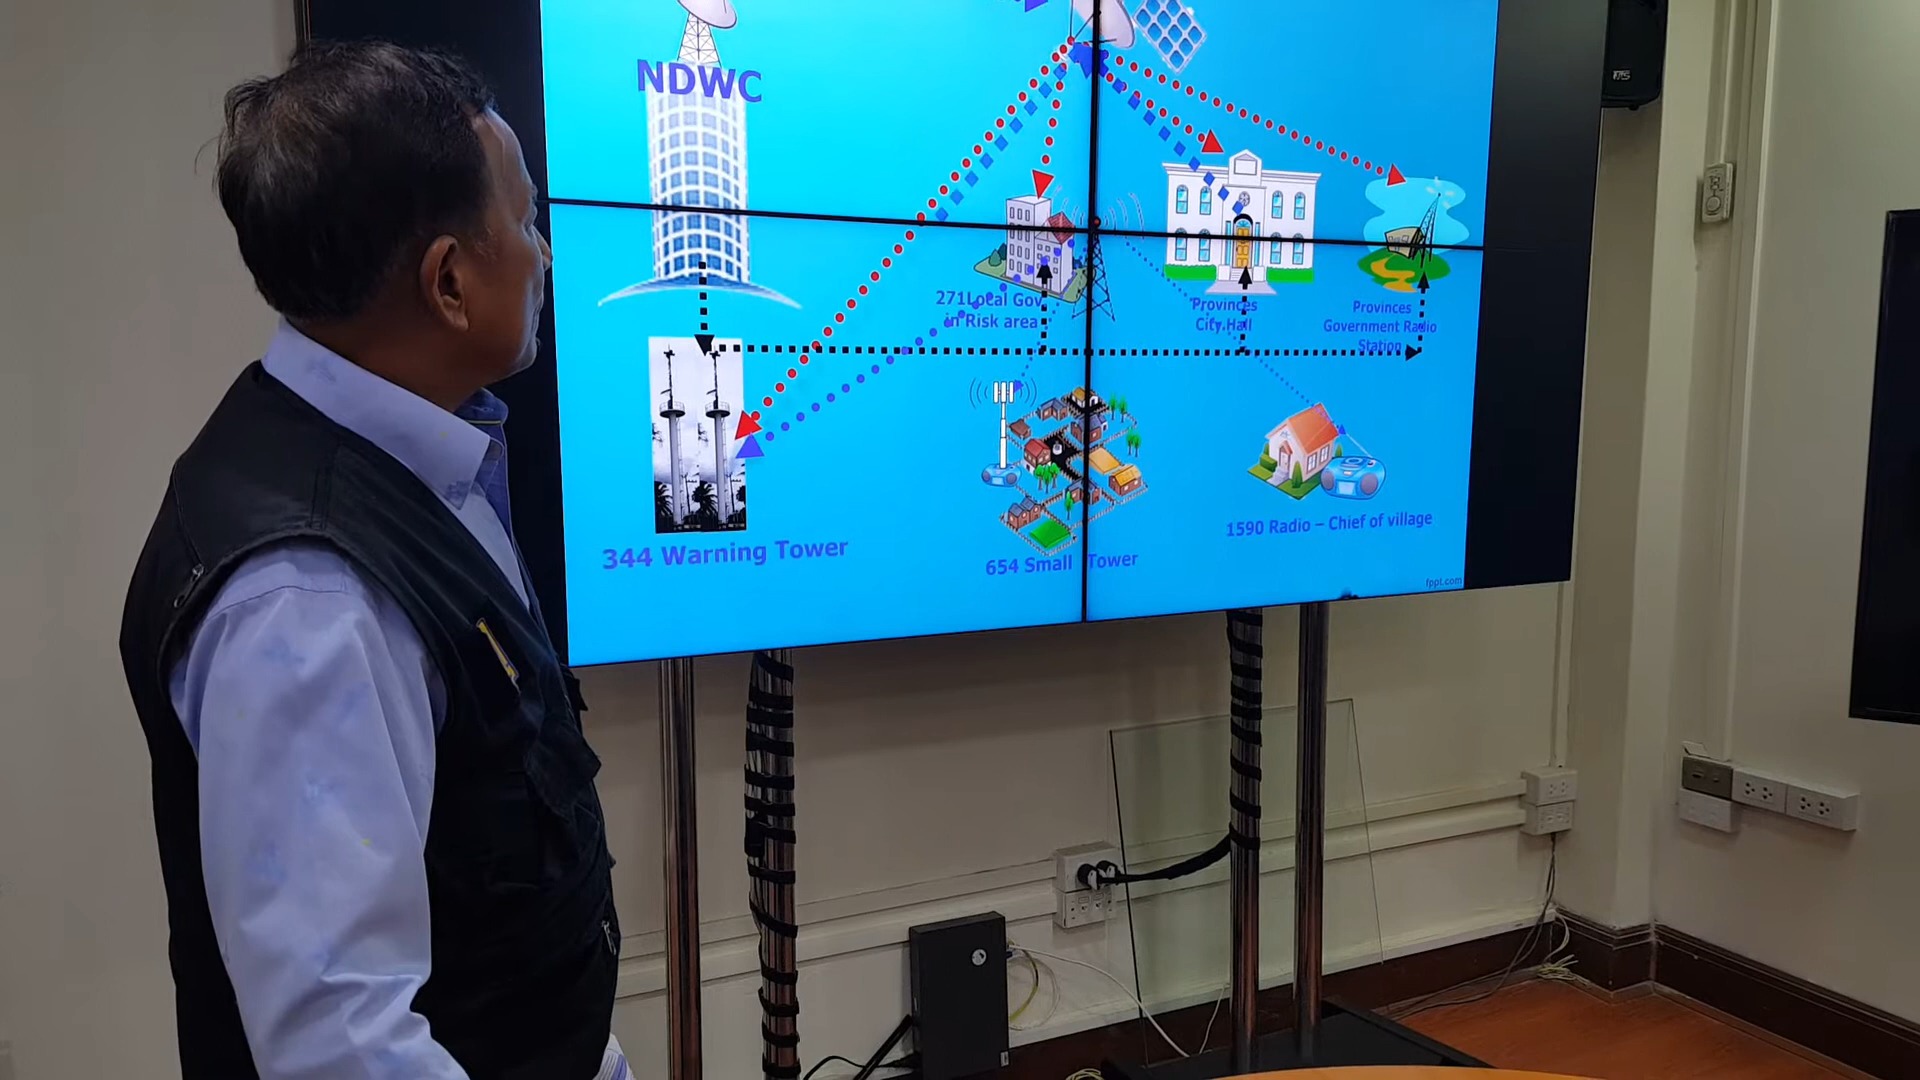 NDWC
271Local Gov
in Risk area
Provinces
City Hall
Provinces
Government Radio
Station
344 Warning Tower
654 Small Tower
1590 Radio – Chief of village
fppt.com